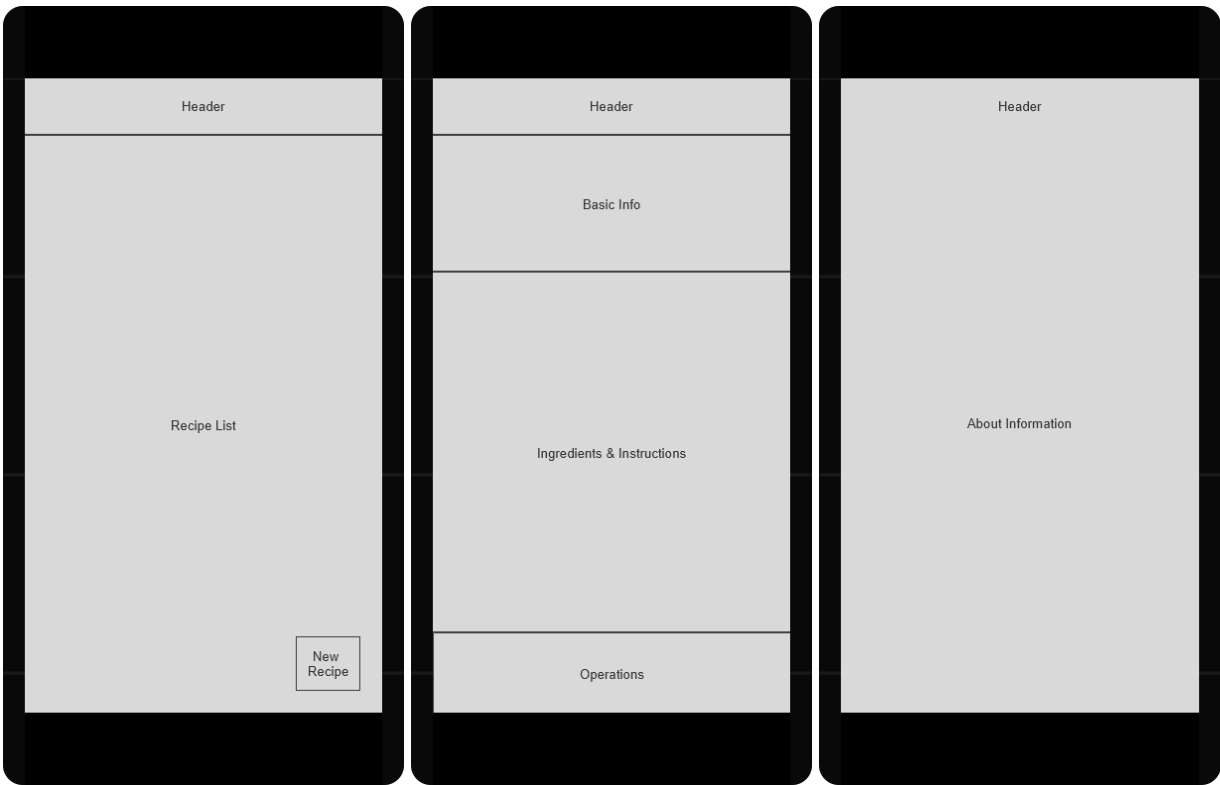 Header
Recipe List
New
Recipe
Header
Basic Info
Ingredients & Instructions
Operations
Header
About Information